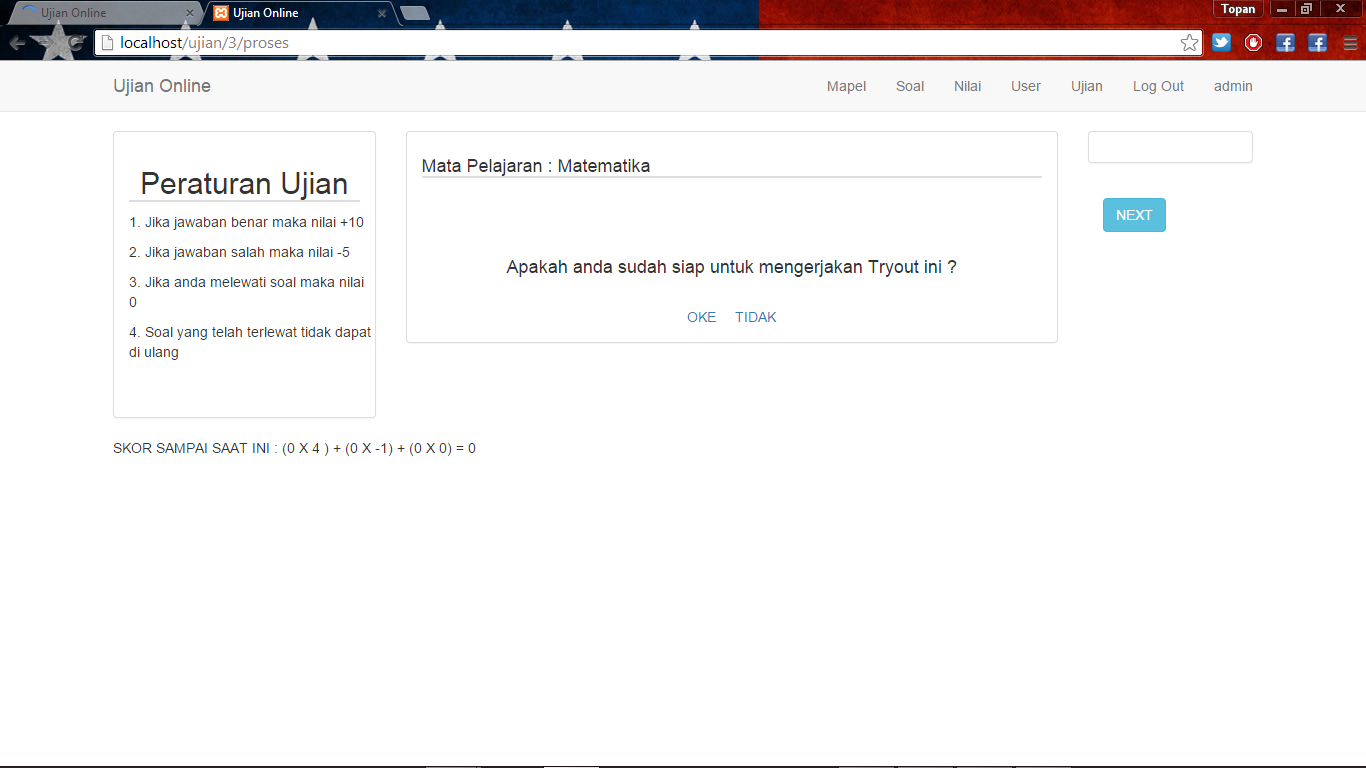 Ujian Online
Ujian Online
Topan
localhost/ujian/3/proses
Ujian Online
Mapel Soal Nilai User Ujian Log Out admin
Peraturan Ujian
1. Jika jawaban benar maka nilai +10
2. Jika jawaban salah maka nilai -5
3. Jika anda melewati soal maka nilai
0
4. Soal yang telah terlewat tidak dapat
di ulang
Mata Pelajaran : Matematika
Apakah anda sudah siap untuk mengerjakan Tryout ini ?
OKE TIDAK
NEXT
SKOR SAMPAI SAAT INI : (0 X 4 ) + (0 X -1) + (0 X 0) = 0